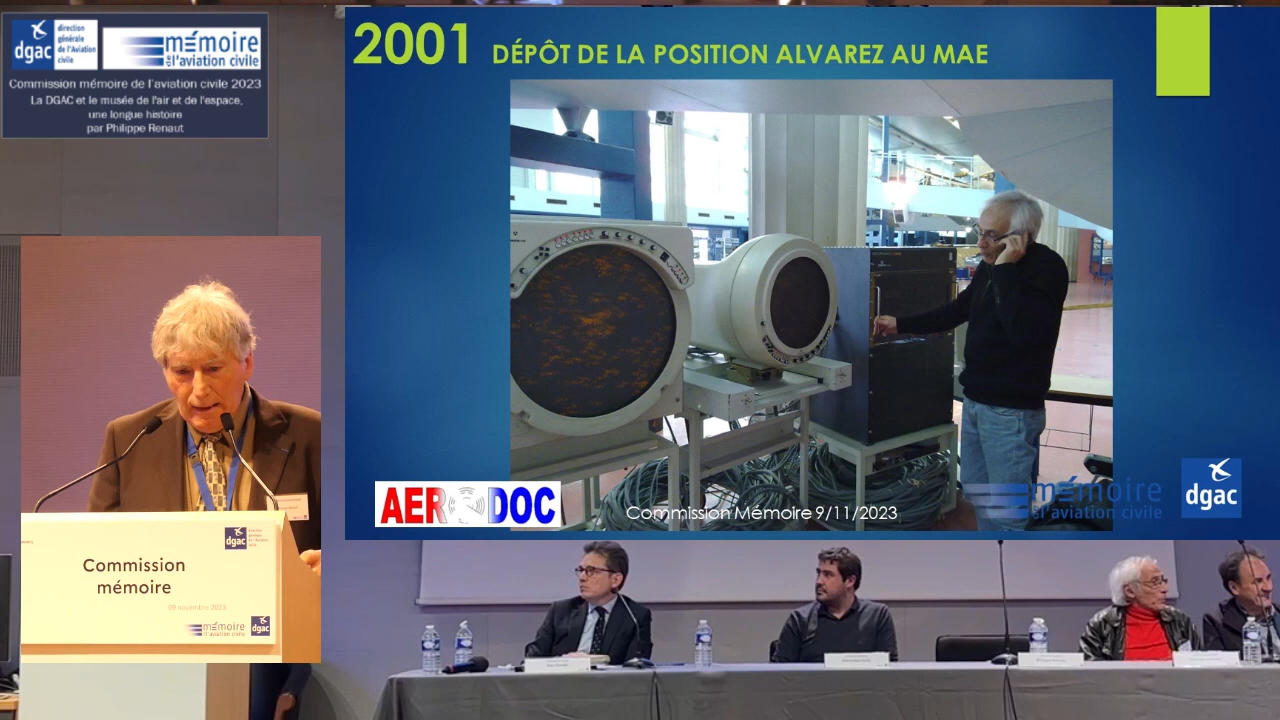 dgac
direction
générale
de l'Aviation
civile
mémoire
de l'aviation civile
Commission mémoire de l'aviation civile 2023
La DGAC et le musée de l'air et de l'espace,
une longue histoire
par Philippe Renaut
2001 DÉPÔT DE LA POSITION ALVAREZ AU MAE
AERODOC
Commission Mémoire 9/11/2023
mémoire
de l'aviation civile
dgac
dgac
Commission
mémoire
09 novembre 2023
mémoire
de l'aviation civile
dgac